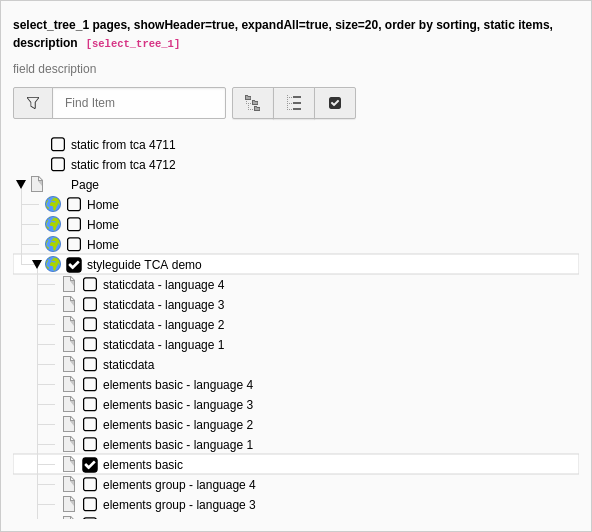 select_tree_1 pages, showHeader=true, expandAll=true, size=20, order by sorting, static items,
description [select_tree_1]
field description
Find Item
static from tca 4711
static from tca 4712
Page
Home
Home
Home
styleguide TCA demo
staticdata - language 4
staticdata - language 3
staticdata - language 2
staticdata - language 1
staticdata
elements basic - language 4
elements basic - language 3
elements basic - language 2
elements basic - language 1
elements basic
elements group - language 4
elements group - language 3